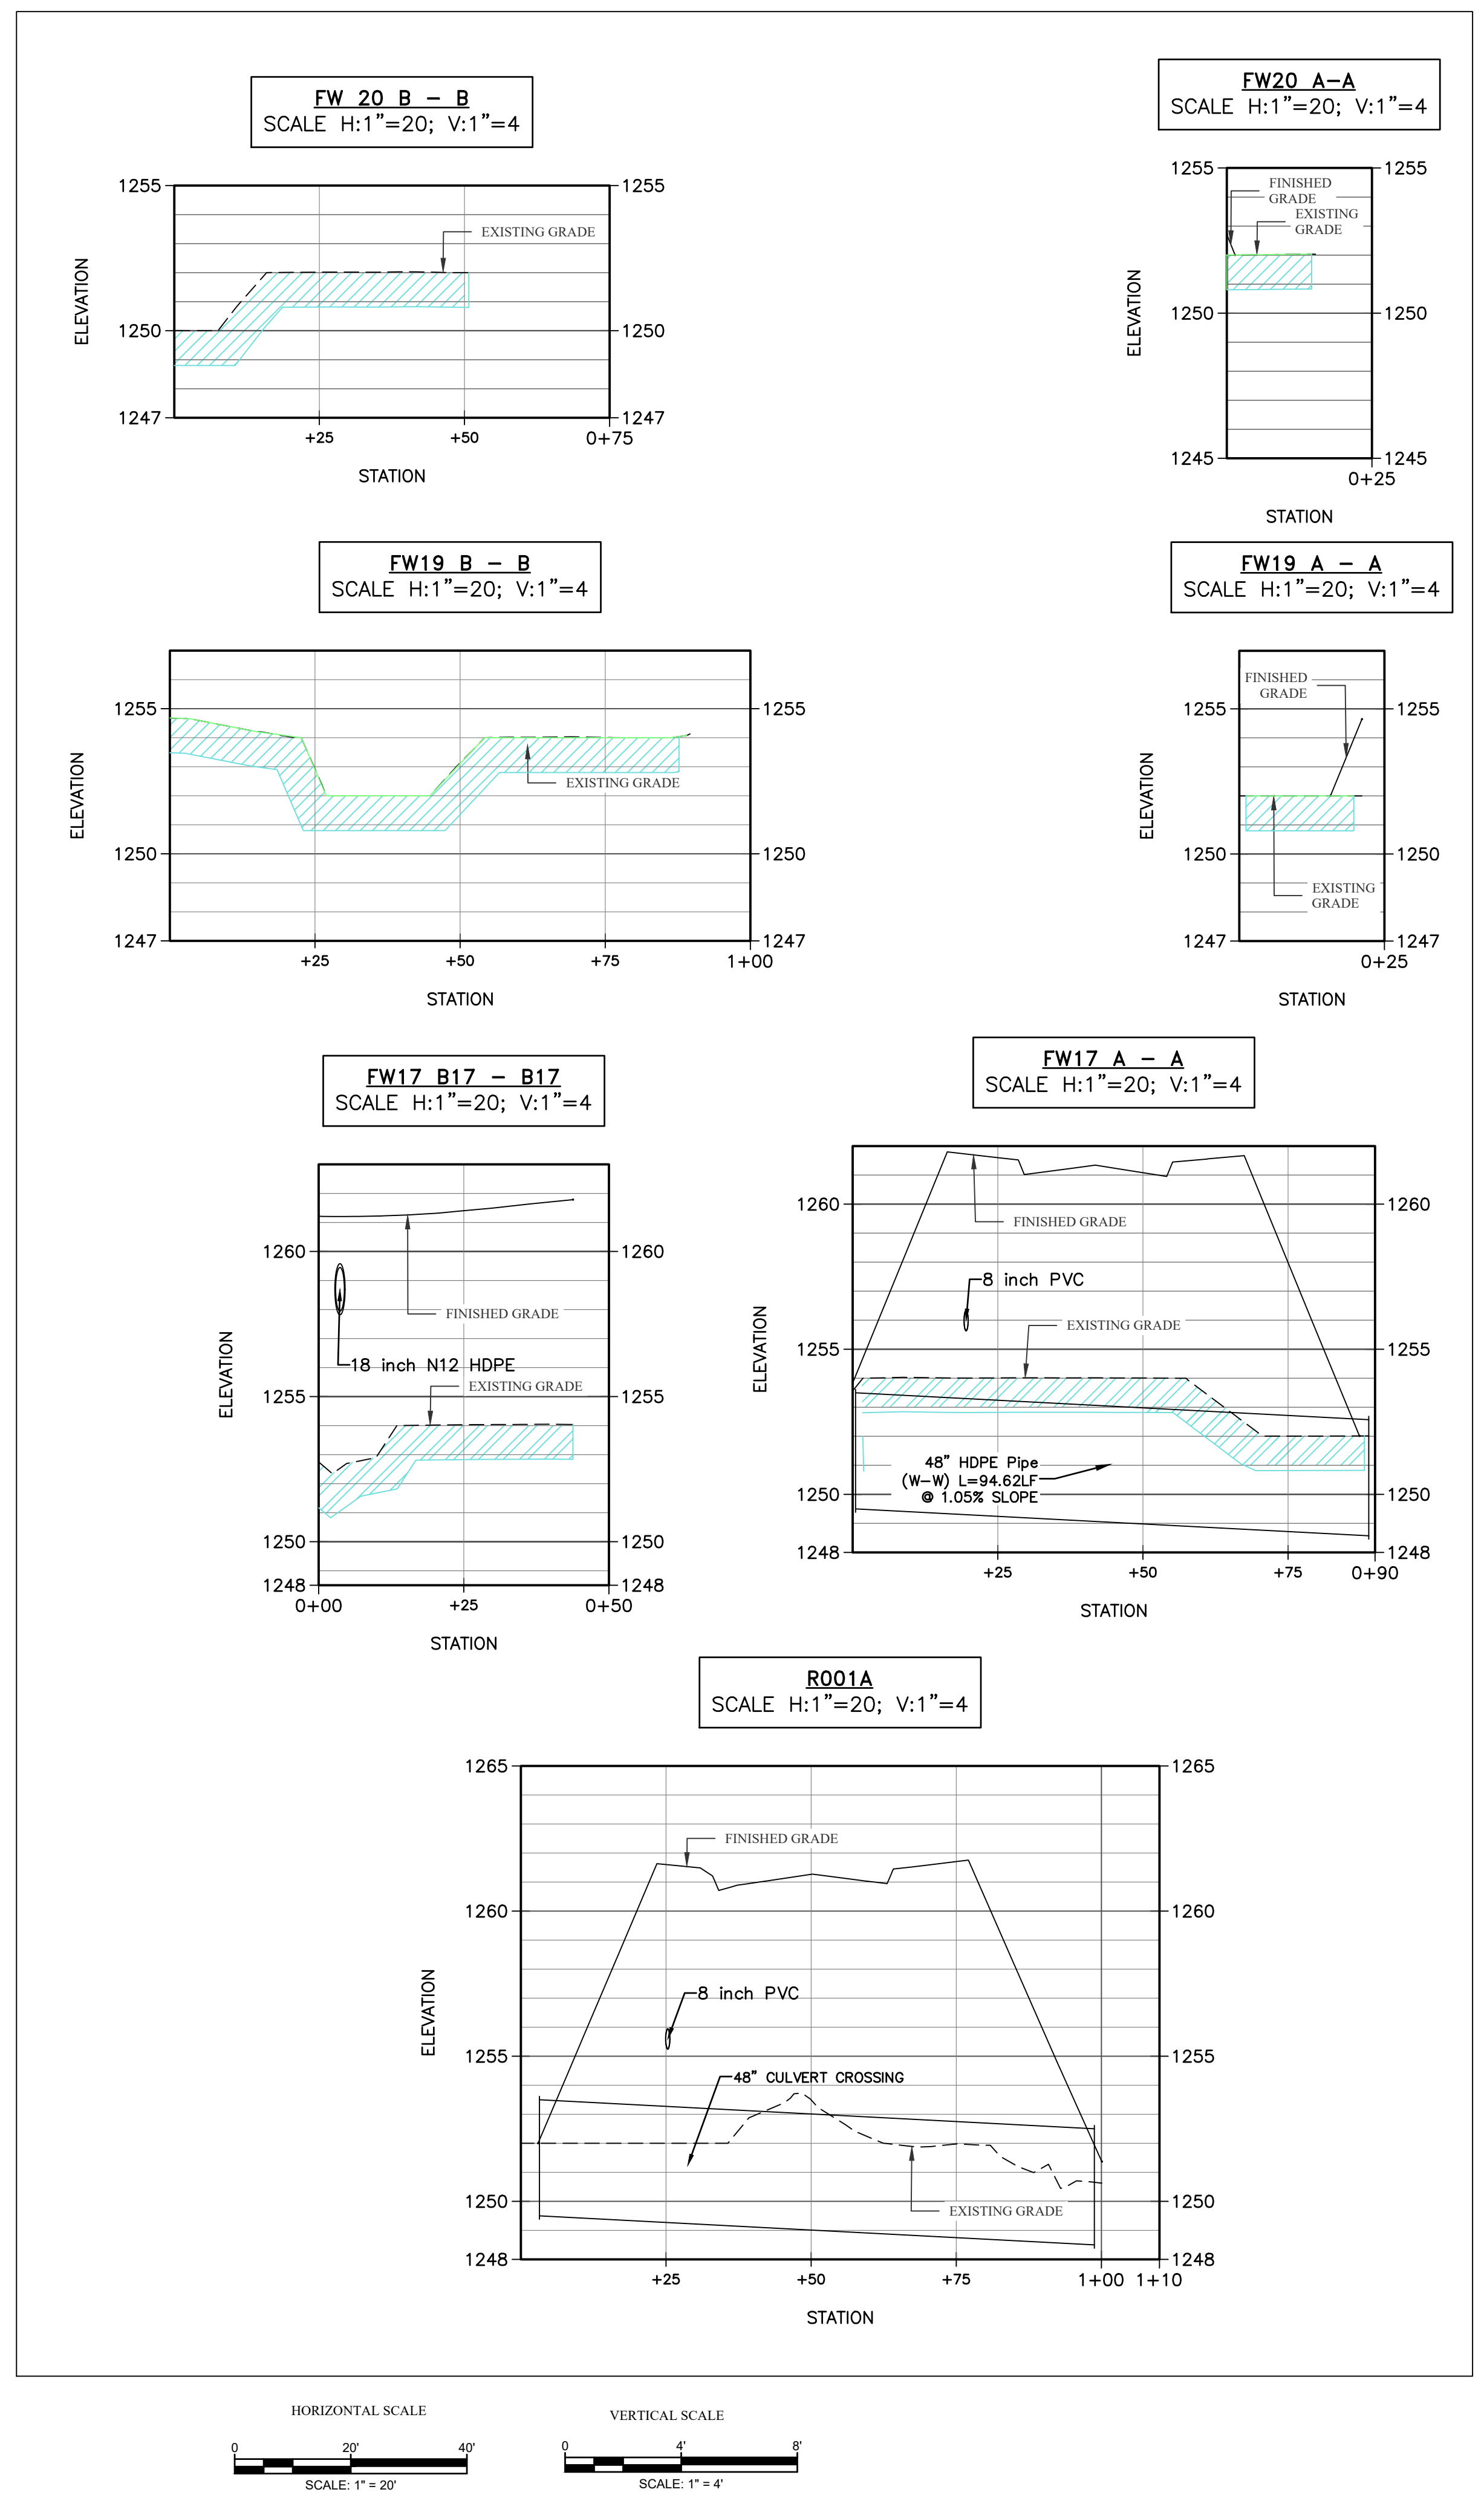 FW 20 B - B
SCALE H:1"=20; V:1"=4
1255
1255
EXISTING GRADE
ELEVATION
1250
1250
1247
1247
+25
+50
0+75
STATION
FW20 A-A
SCALE H:1"=20; V:1"=4
1255
1255
FINISHED
GRADE
EXISTING
GRADE
ELEVATION
1250
1250
1245
1245
0+25
STATION
FW19 B - B
SCALE H:1"=20; V:1"=4
1255
1255
EXISTING GRADE
ELEVATION
1250
1250
1247
1247
+25
+50
+75
1+00
STATION
FW19 A - A
SCALE H:1"=20; V:1"=4
FINISHED
GRADE
1255
1255
ELEVATION
1250
1250
EXISTING
GRADE
1247
1247
0+25
STATION
FW17 B17 - B17
SCALE H:1"=20; V:1"=4
1260
1260
FINISHED GRADE
18 inch N12 HDPE
EXISTING GRADE
ELEVATION
1255
1255
1250
1250
1248
1248
0+00
+25
0+50
STATION
FW17 A - A
SCALE H:1"=20; V:1"=4
1260
1260
FINISHED GRADE
8 inch PVC
EXISTING GRADE
ELEVATION
1255
1255
48" HDPE Pipe
(W-W) L=94.62LF
@ 1.05% SLOPE
1250
1250
1248
1248
+25
+50
+75
0+90
STATION
R001A
SCALE H:1"=20; V:1"=4
1265
1265
FINISHED GRADE
1260
1260
8 inch PVC
ELEVATION
1255
1255
48" CULVERT CROSSING
1250
1250
EXISTING GRADE
1248
1248
+25
+50
+75
1+00
1+10
STATION
HORIZONTAL SCALE
0
20'
40'
SCALE: 1" = 20'
VERTICAL SCALE
0
4'
8'
SCALE: 1" = 4'